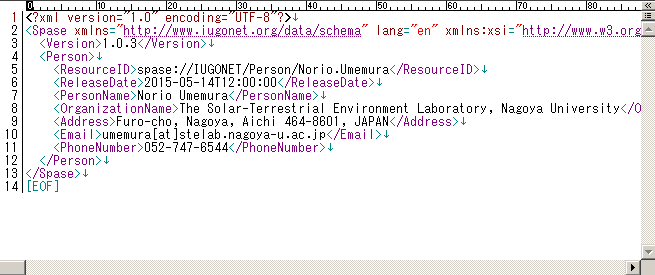 0 10 20 30 40 50 60 70 80
1 <?xml version="1.0" encoding="UTF-8"?>↓
2 <Spase xmlns="http://www.iugonet.org/data/schema" lang="en" xmlns:xsi="http://www.w3.org
3 <Version>1.0.3</Version>↓
4 <Person>↓
5 <ResourceID>spase://IUGONET/Person/Norio.Umemura</ResourceID>↓
6 <ReleaseDate>2015-05-14T12:00:00</ReleaseDate>↓
7 <PersonName>Norio Umemura</PersonName>↓
8 <OrganizationName>The Solar-Terrestrial Environment Laboratory, Nagoya University</O
9 <Address>Furo-cho, Nagoya, Aichi 464-8601, JAPAN</Address>↓
10 <Email>umemura[at]stelab.nagoya-u.ac.jp</Email>↓
11 <PhoneNumber>052-747-6544</PhoneNumber>↓
12 </Person>↓
13 </Spase>↓
14 [EOF]